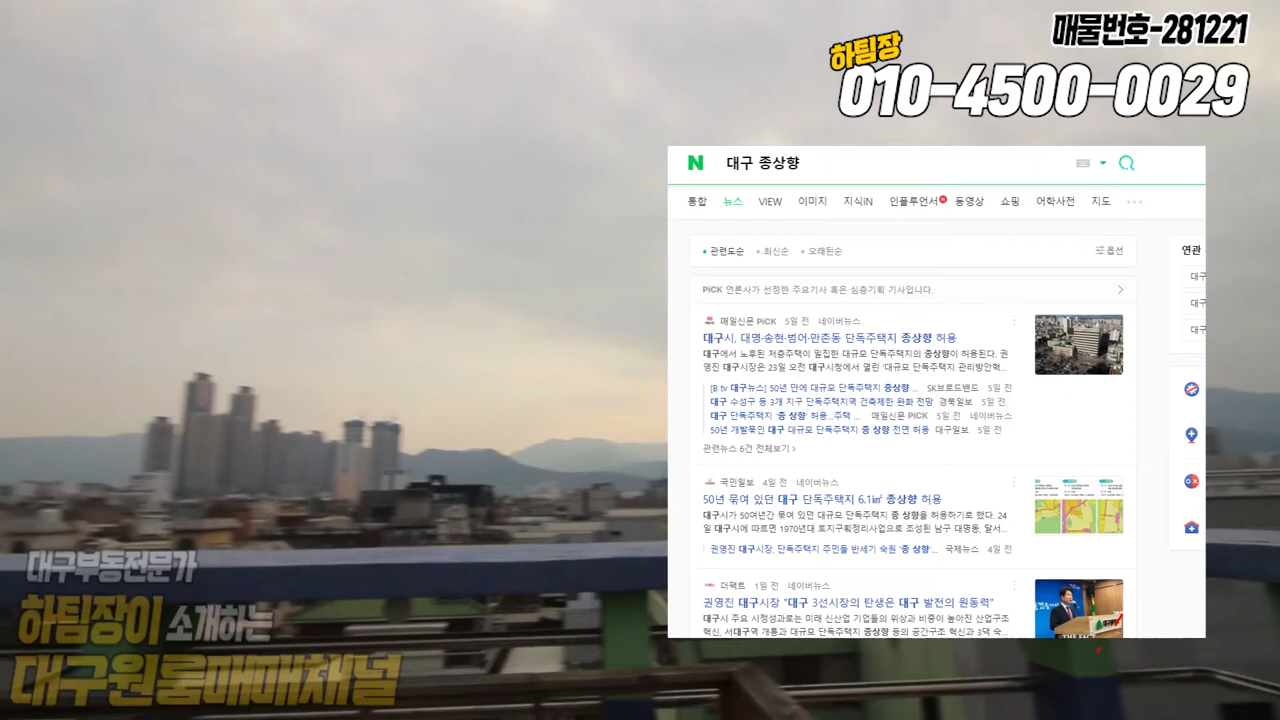 매물번호-281221
하팀장
010-4500-0029
N 대구 종상향
통합 뉴스 VIEW 이미지 지식iN 인플루언서 동영상 쇼핑 어학사전 지도
관련도순 최신순 오래된순 옵션
PiCK 언론사가 선정한 주요기사 혹은 심층기획 기사입니다.
매일신문 PiCK 5일 전 네이버뉴스
대구시, 대명·송현·범어·만촌동 단독주택지 종상향 허용
대구에서 노후된 저층주택이 밀집한 대규모 단독주택지의 종상향이 허용된다. 권
영진 대구시장은 23일 오전 대구시청에서 열린 '대규모 단독주택지 관리방안혁...
[B tv 대구뉴스] 50년 만에 대규모 단독주택지 종상향 ... SK브로드밴드 5일 전
대구 수성구 등 3개 지구 단독주택지역 건축제한 완화 전망 경북일보 5일 전
대구 단독주택지 '종 상향' 허용...주택 ... 매일신문 PiCK 5일 전 네이버뉴스
50년 개발묶인 대구 대규모 단독주택지 종 상향 전면 허용 대구일보 5일 전
관련뉴스 6건 전체보기
국민일보 4일 전 네이버뉴스
50년 묶여 있던 대구 단독주택지 6.1㎢ 종상향 허용
대구시가 50여년간 묶여 있던 대규모 단독주택지 종 상향을 허용하기로 했다. 24
일 대구시에 따르면 1970년대 토지구획정리사업으로 조성된 남구 대명동, 달서...
권영진 대구시장, 단독주택지 주민들 반세기 숙원 '종 상향'... 국제뉴스 4일 전
더팩트 1일 전 네이버뉴스
권영진 대구시장 "대구 3선시장의 탄생은 대구 발전의 원동력"
대구시 주요 시정성과로는 미래 신산업 기업들의 위상과 비중이 높아진 산업구조
혁신, 서대구역 개통과 대규모 단독주택지 종상향 등의 공간구조 혁신과 3덕 숙...
연관
대구
대구
대구
대구부동전문가
하팀장이 소개하는
대구원룸매매채널